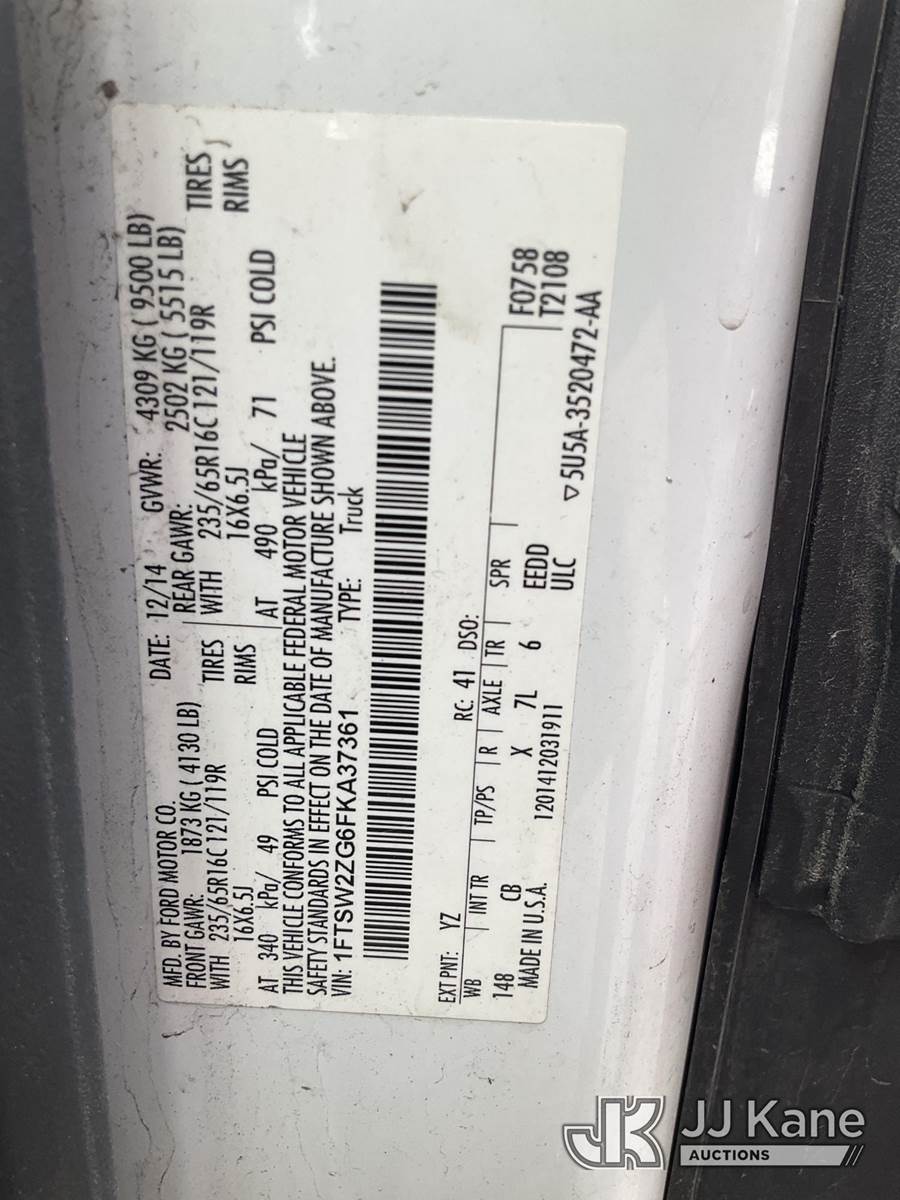 MFD. BY FORD MOTOR CO.
DATE: 12/14 GVWR: 4309 KG ( 9500 LB)
FRONT GAWR: 1873 KG ( 4130 LB)
REAR GAWR: 2502 KG ( 5515 LB)
WITH 235/65R16C 121/119R TIRES
WITH 235/65R16C 121/119R TIRES
16X6.5J RIMS
16X6.5J RIMS
AT 340 kPa/ 49 PSI COLD
AT 490 kPa/ 71 PSI COLD
THIS VEHICLE CONFORMS TO ALL APPLICABLE FEDERAL MOTOR VEHICLE
SAFETY STANDARDS IN EFFECT ON THE DATE OF MANUFACTURE SHOWN ABOVE.
VIN: 1FTSW2ZG6FKA37361 TYPE: Truck
EXT PNT: YZ RC: 41 DSO:
WB INT TR TP/PS R AXLE TR SPR
F0758
T2108
148 CB X 7L 6 EEDD
ULC
MADE IN U.S.A. 120141203191​1
▽5U5A-3520472-AA
JK JJ Kane
AUCTIONS